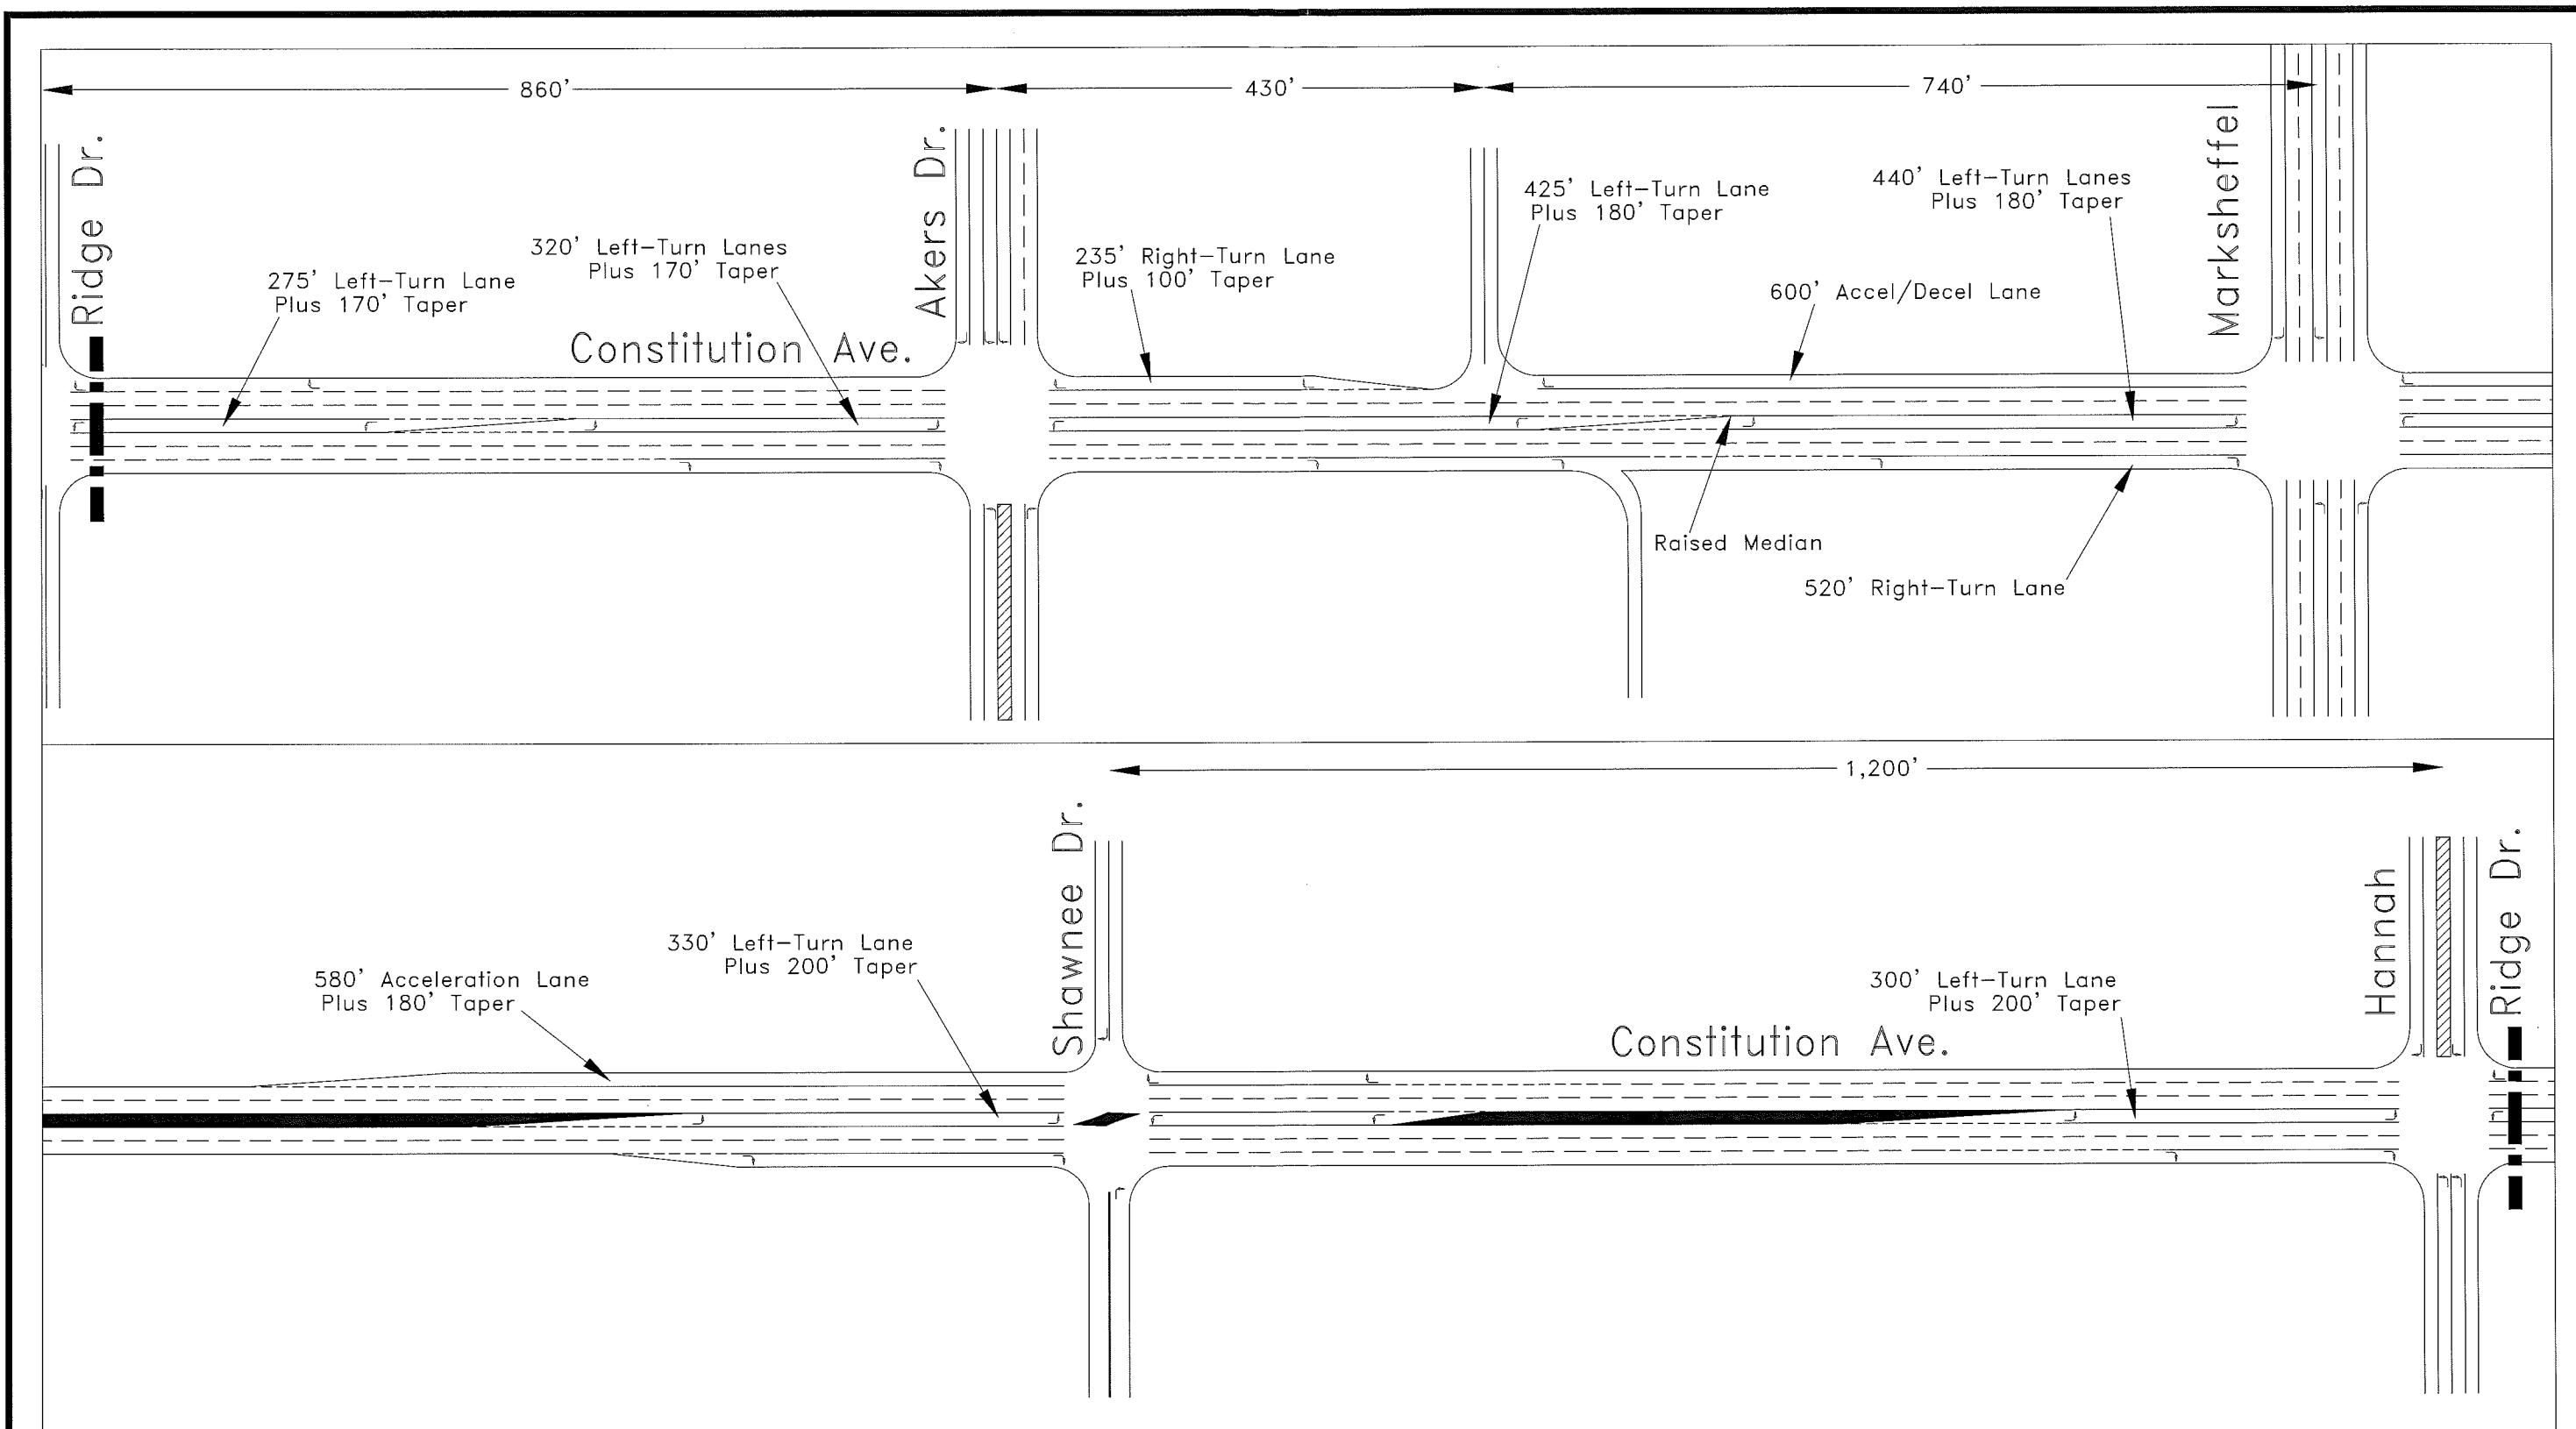 860'
430'
740'
Ridge Dr.
Akers Dr.
Marksheffel
425' Left-Turn Lane
Plus 180' Taper
440' Left-Turn Lanes
Plus 180' Taper
320' Left-Turn Lanes
Plus 170' Taper
235' Right-Turn Lane
Plus 100' Taper
275' Left-Turn Lane
Plus 170' Taper
600' Accel/Decel Lane
Constitution Ave.
Raised Median
520' Right-Turn Lane
1,200'
Shawnee Dr.
Hannah
Ridge Dr.
330' Left-Turn Lane
Plus 200' Taper
580' Acceleration Lane
Plus 180' Taper
300' Left-Turn Lane
Plus 200' Taper
Constitution Ave.